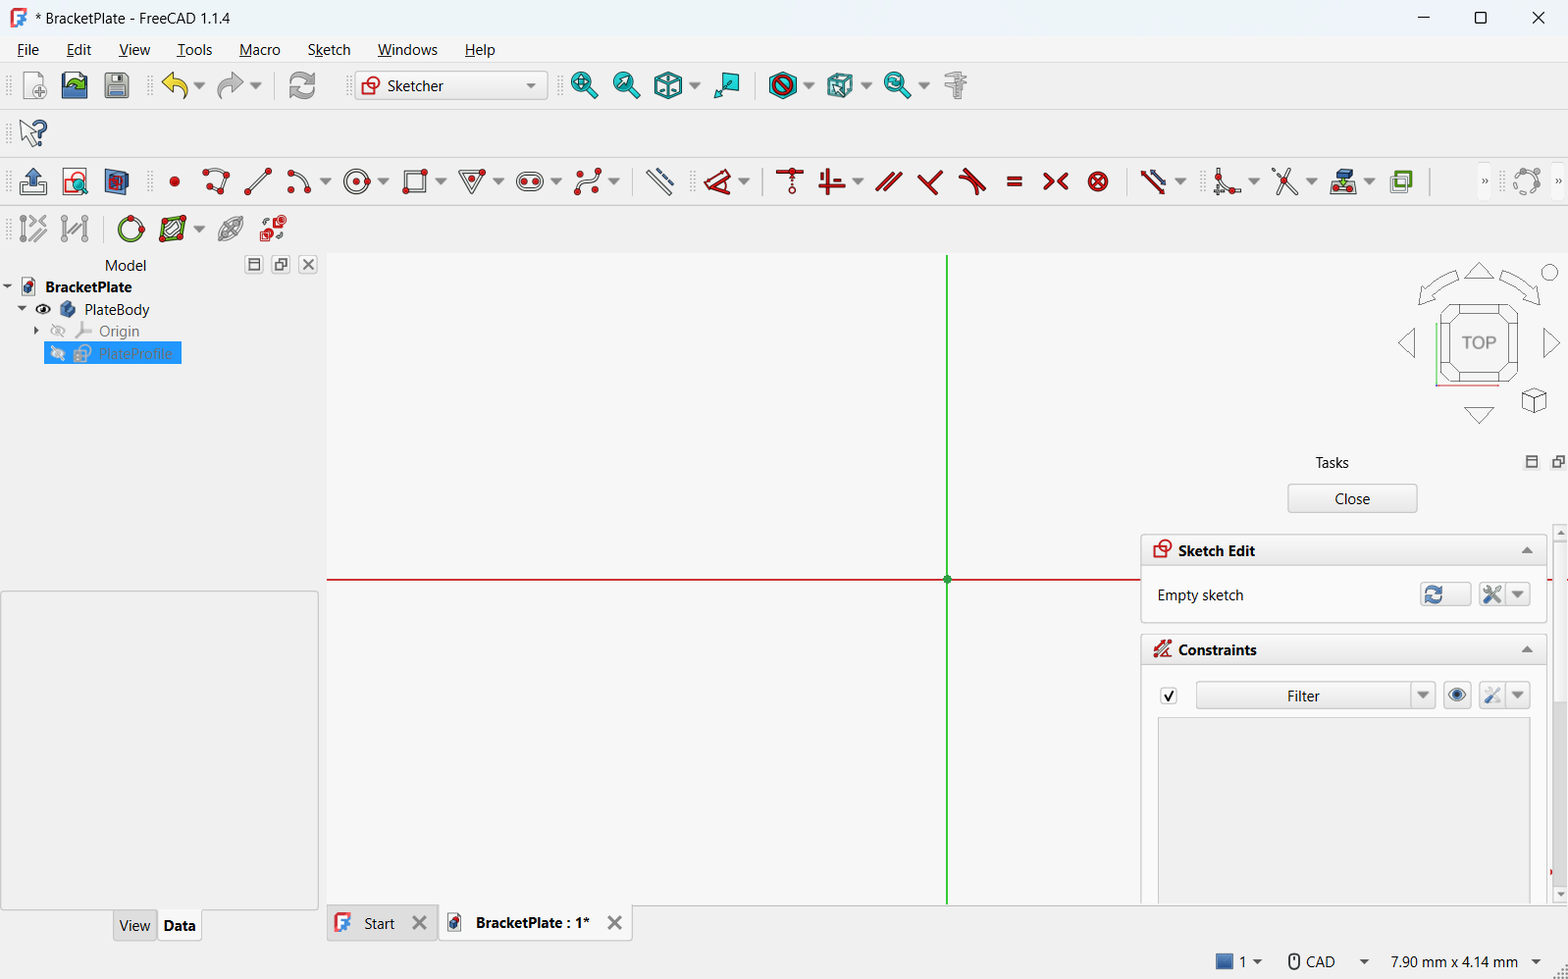 * BracketPlate - FreeCAD 1.1.4
File Edit View Tools Macro Sketch Windows Help
Sketcher
Model
BracketPlate
PlateBody
Origin
PlateProfile
TOP
Tasks
Close
Sketch Edit
Empty sketch
Constraints
Filter
View Data
Start BracketPlate : 1*
1 CAD 7.90 mm x 4.14 mm